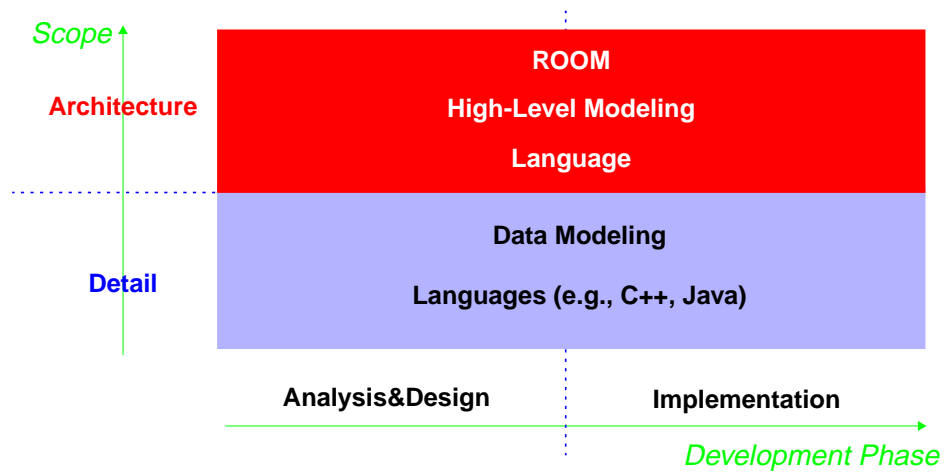 Scope
ROOM
Architecture
High-Level Modeling
Language
Data Modeling
Detail
Languages (e.g., C++, Java)
Analysis&Design
Implementation
Development Phase